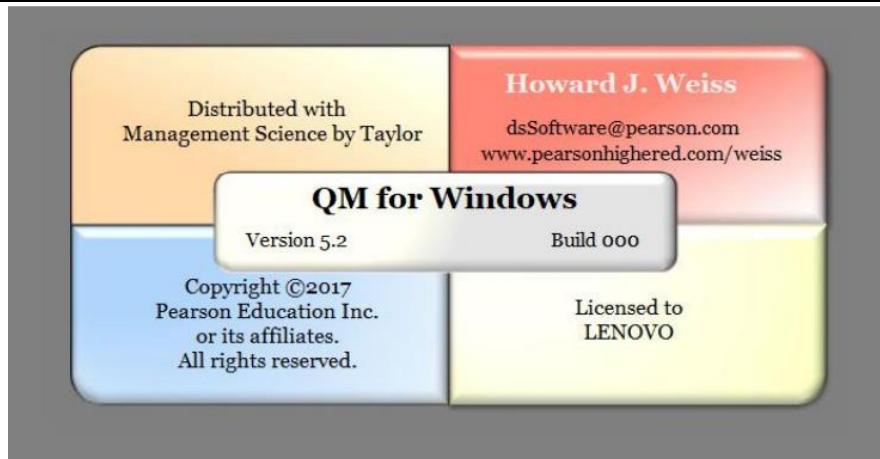 Distributed with
Management Science by Taylor
Howard J. Weiss
dsSoftware@pearson.com
www.pearsonhighered.com/weiss
QM for Windows
Version 5.2
Build 000
Copyright ©2017
Pearson Education Inc.
or its affiliates.
All rights reserved.
Licensed to
LENOVO